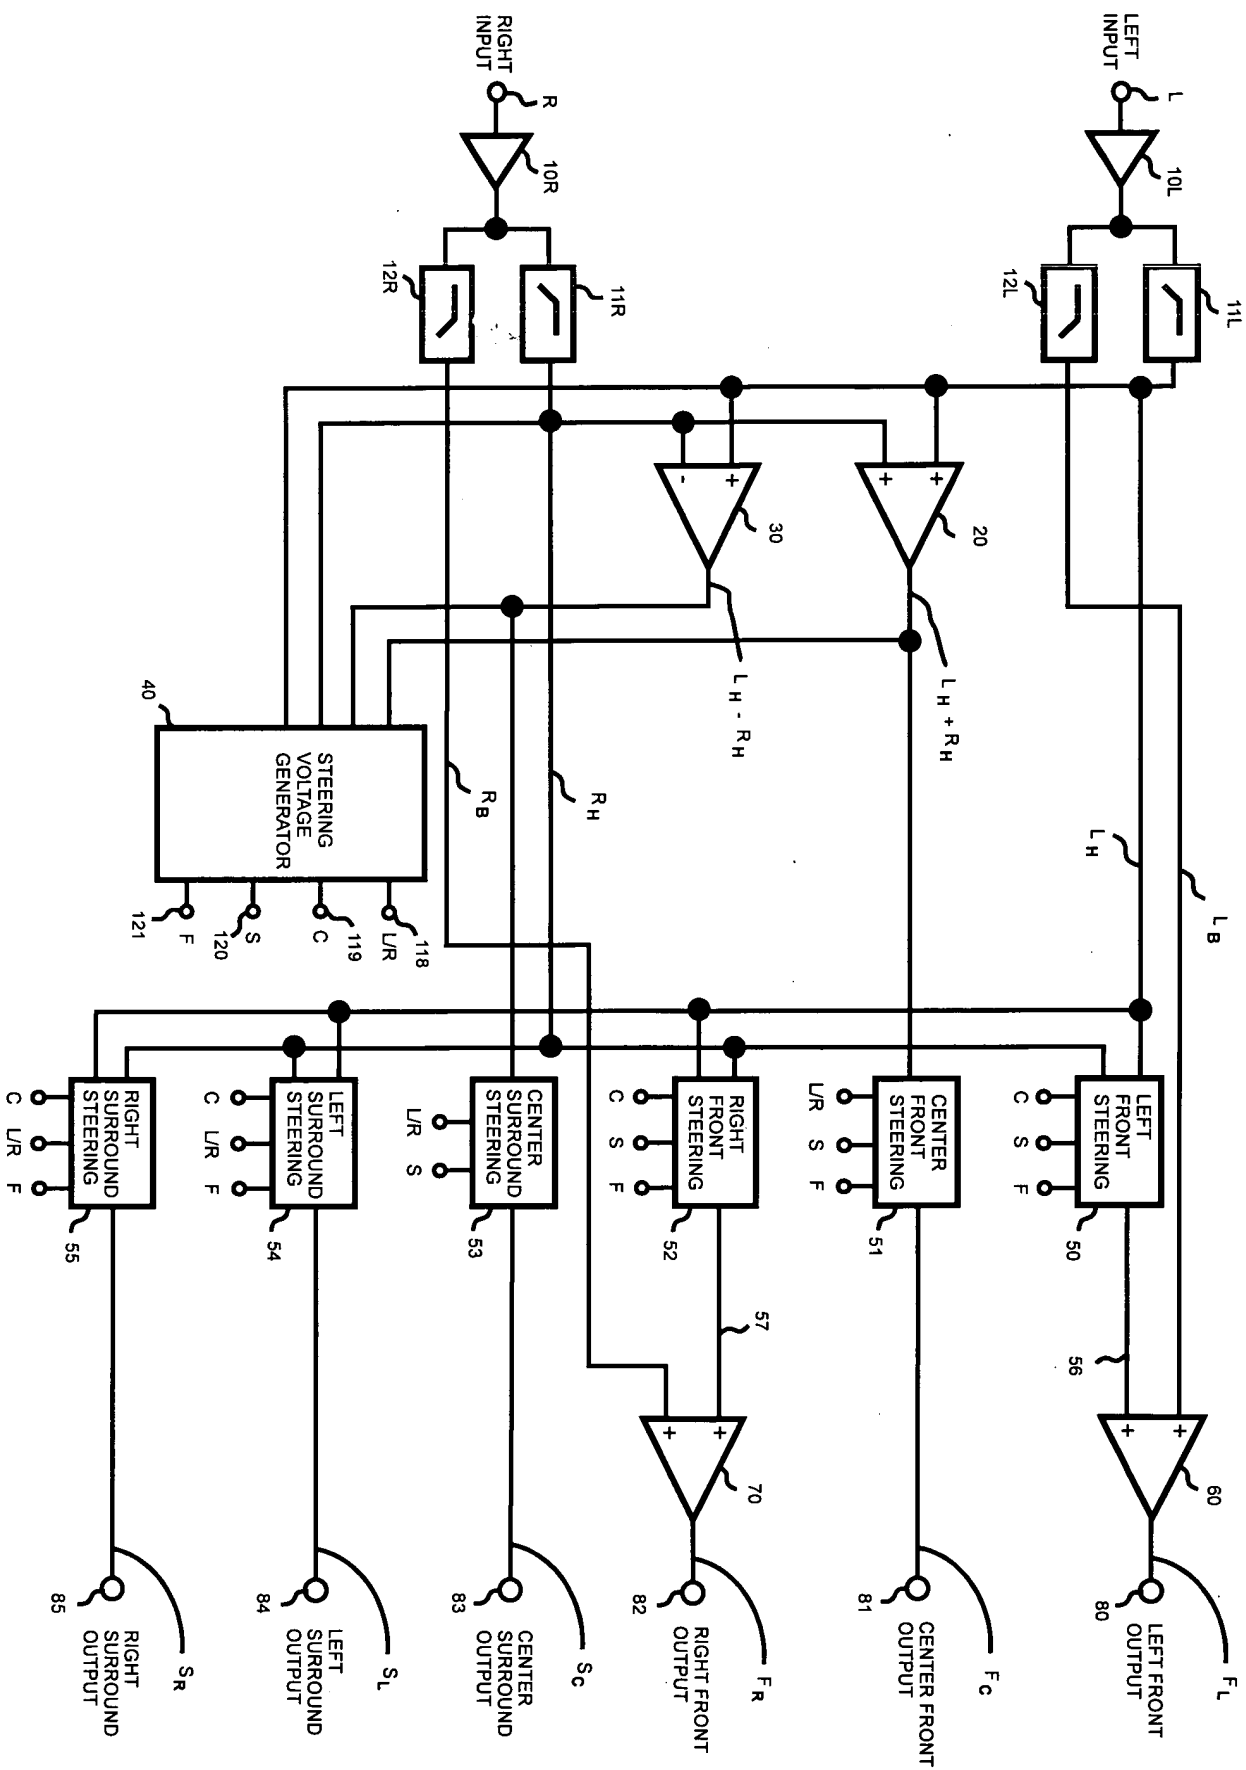 LEFT
INPUT
L
10L
11L
12L
RIGHT
INPUT
R
10R
11R
12R
+
+
20
+
-
30
L H + R H
L H - R H
L B
L H
R H
R B
40
STEERING
VOLTAGE
GENERATOR
L/R
118
C
119
S
120
F
121
LEFT
FRONT
STEERING
C
S
F
50
CENTER
FRONT
STEERING
L/R
S
F
51
RIGHT
FRONT
STEERING
C
S
F
52
CENTER
SURROUND
STEERING
L/R
S
53
LEFT
SURROUND
STEERING
C
L/R
F
54
RIGHT
SURROUND
STEERING
C
L/R
F
55
56
57
+
+
60
+
+
70
F L
80
LEFT FRONT
OUTPUT
F C
81
CENTER FRONT
OUTPUT
F R
82
RIGHT FRONT
OUTPUT
S C
83
CENTER
SURROUND
OUTPUT
S L
84
LEFT
SURROUND
OUTPUT
S R
85
RIGHT
SURROUND
OUTPUT